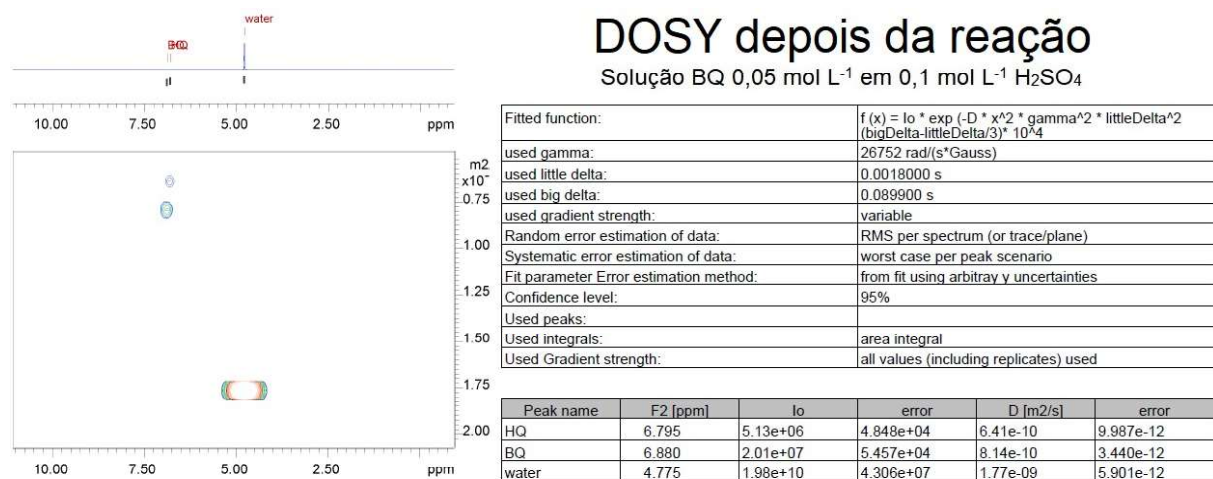 water
HQ
10.00 7.50 5.00 2.50 ppm
m2
x10
0.75
1.00
1.25
1.50
1.75
2.00
10.00 7.50 5.00 2.50 ppm
DOSY depois da reação
Solução BQ 0,05 mol L-1 em 0,1 mol L-1 H2SO4
Fitted function: f (x) = Io * exp (-D * x^2 * gamma^2 * littleDelta^2
(bigDelta-littleDelta/3)* 10^4
used gamma: 26752 rad/(s*Gauss)
used little delta: 0.0018000 s
used big delta: 0.089900 s
used gradient strength: variable
Random error estimation of data: RMS per spectrum (or trace/plane)
Systematic error estimation of data: worst case per peak scenario
Fit parameter Error estimation method: from fit using arbitray y uncertainties
Confidence level: 95%
Used peaks:
Used integrals: area integral
Used Gradient strength: all values (including replicates) used
Peak name F2 [ppm] Io error D [m2/s] error
HQ 6.795 5.13e+06 4.848e+04 6.41e-10 9.987e-12
BQ 6.880 2.01e+07 5.457e+04 8.14e-10 3.440e-12
water 4.775 1.98e+10 4.306e+07 1.77e-09 5.901e-12